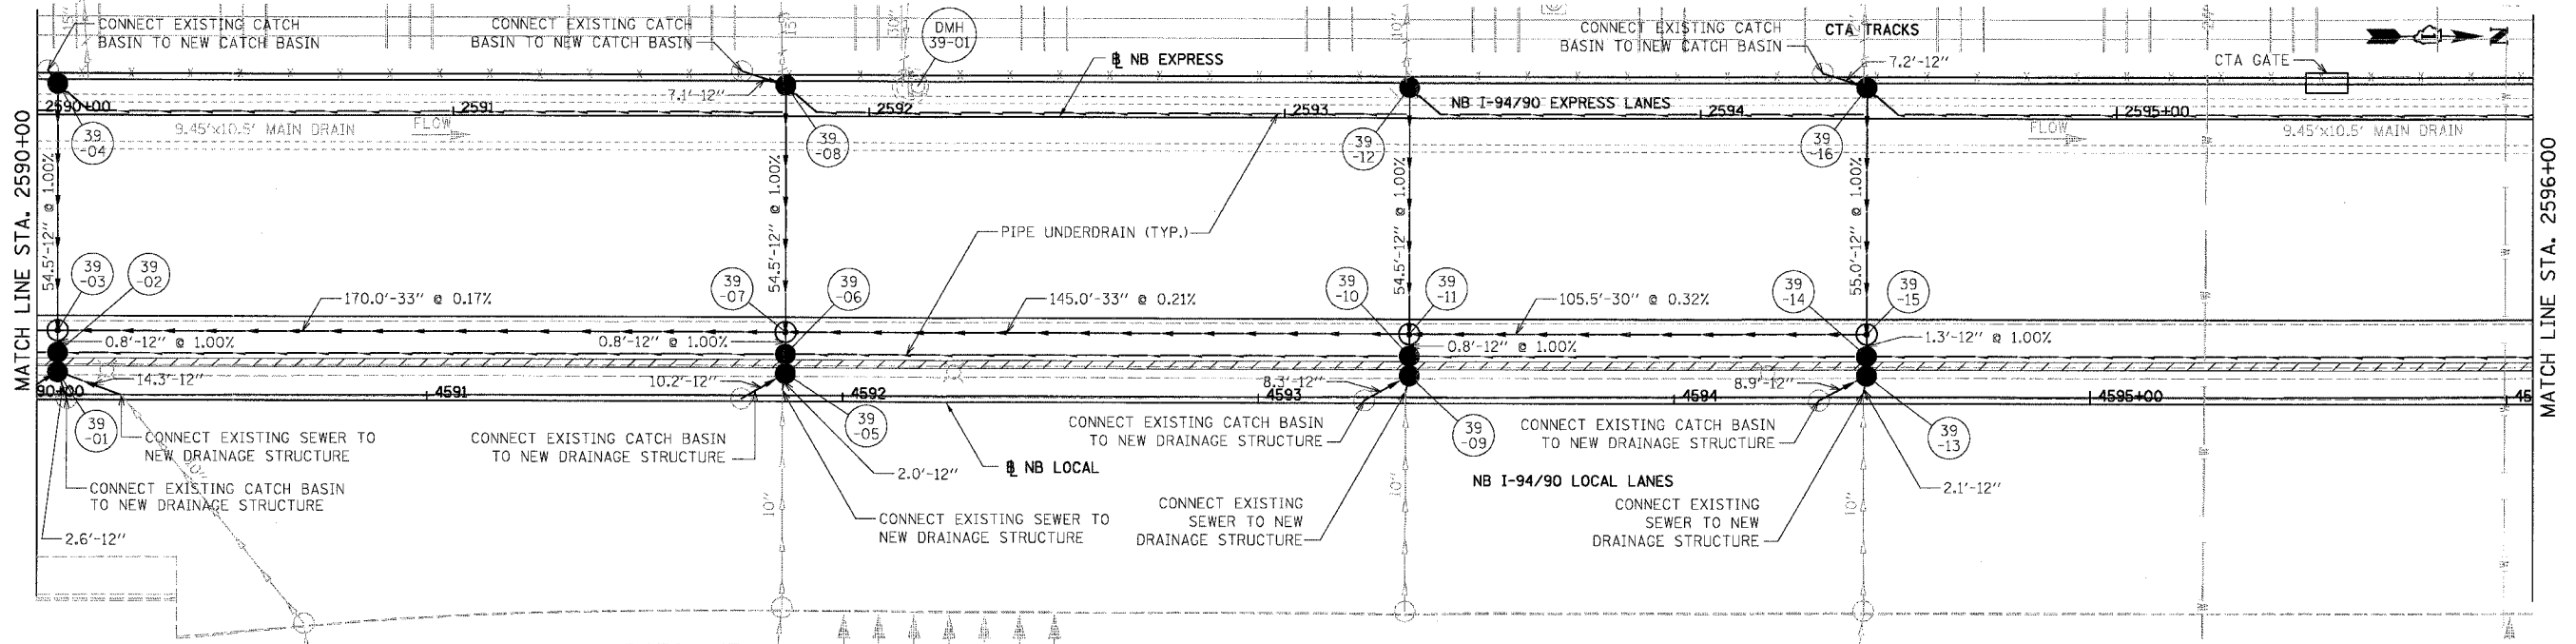 MATCH LINE STA. 2590+00
15"
CONNECT EXISTING CATCH
BASIN TO NEW CATCH BASIN
CONNECT EXISTING CATCH
BASIN TO NEW CATCH BASIN
15"
DMH
39-01
10"
CONNECT EXISTING CATCH
BASIN TO NEW CATCH BASIN
CTA TRACKS
N
NB EXPRESS
7.2'-12"
CTA GATE
7.1'-12"
2590+00
2591
2592
2593
NB I-94/90 EXPRESS LANES
2594
2595+00
9.45'x10.5' MAIN DRAIN
FLOW
FLOW
9.45'x10.5' MAIN DRAIN
39
-04
39
-08
39
-12
39
-16
54.5'-12" @ 1.00%
54.5'-12" @ 1.00%
54.5'-12" @ 1.00%
55.0'-12" @ 1.00%
PIPE UNDERDRAIN (TYP.)
39
-03
39
-02
39
-07
39
-06
39
-10
39
-11
39
-14
39
-15
170.0'-33" @ 0.17%
145.0'-33" @ 0.21%
105.5'-30" @ 0.32%
0.8'-12" @ 1.00%
0.8'-12" @ 1.00%
0.8'-12" @ 1.00%
1.3'-12" @ 1.00%
14.3'-12"
10.2'-12"
8.3'-12"
8.9'-12"
90+00
4591
4592
4593
4594
4595+00
45
39
-01
39
-05
39
-09
39
-13
CONNECT EXISTING SEWER TO
NEW DRAINAGE STRUCTURE
CONNECT EXISTING CATCH BASIN
TO NEW DRAINAGE STRUCTURE
CONNECT EXISTING CATCH BASIN
TO NEW DRAINAGE STRUCTURE
CONNECT EXISTING CATCH BASIN
TO NEW DRAINAGE STRUCTURE
2.0'-12"
NB LOCAL
NB I-94/90 LOCAL LANES
2.1'-12"
CONNECT EXISTING CATCH BASIN
TO NEW DRAINAGE STRUCTURE
2.6'-12"
10"
CONNECT EXISTING SEWER TO
NEW DRAINAGE STRUCTURE
CONNECT EXISTING
SEWER TO NEW
DRAINAGE STRUCTURE
10"
CONNECT EXISTING
SEWER TO NEW
DRAINAGE STRUCTURE
10"
MATCH LINE STA. 2596+00